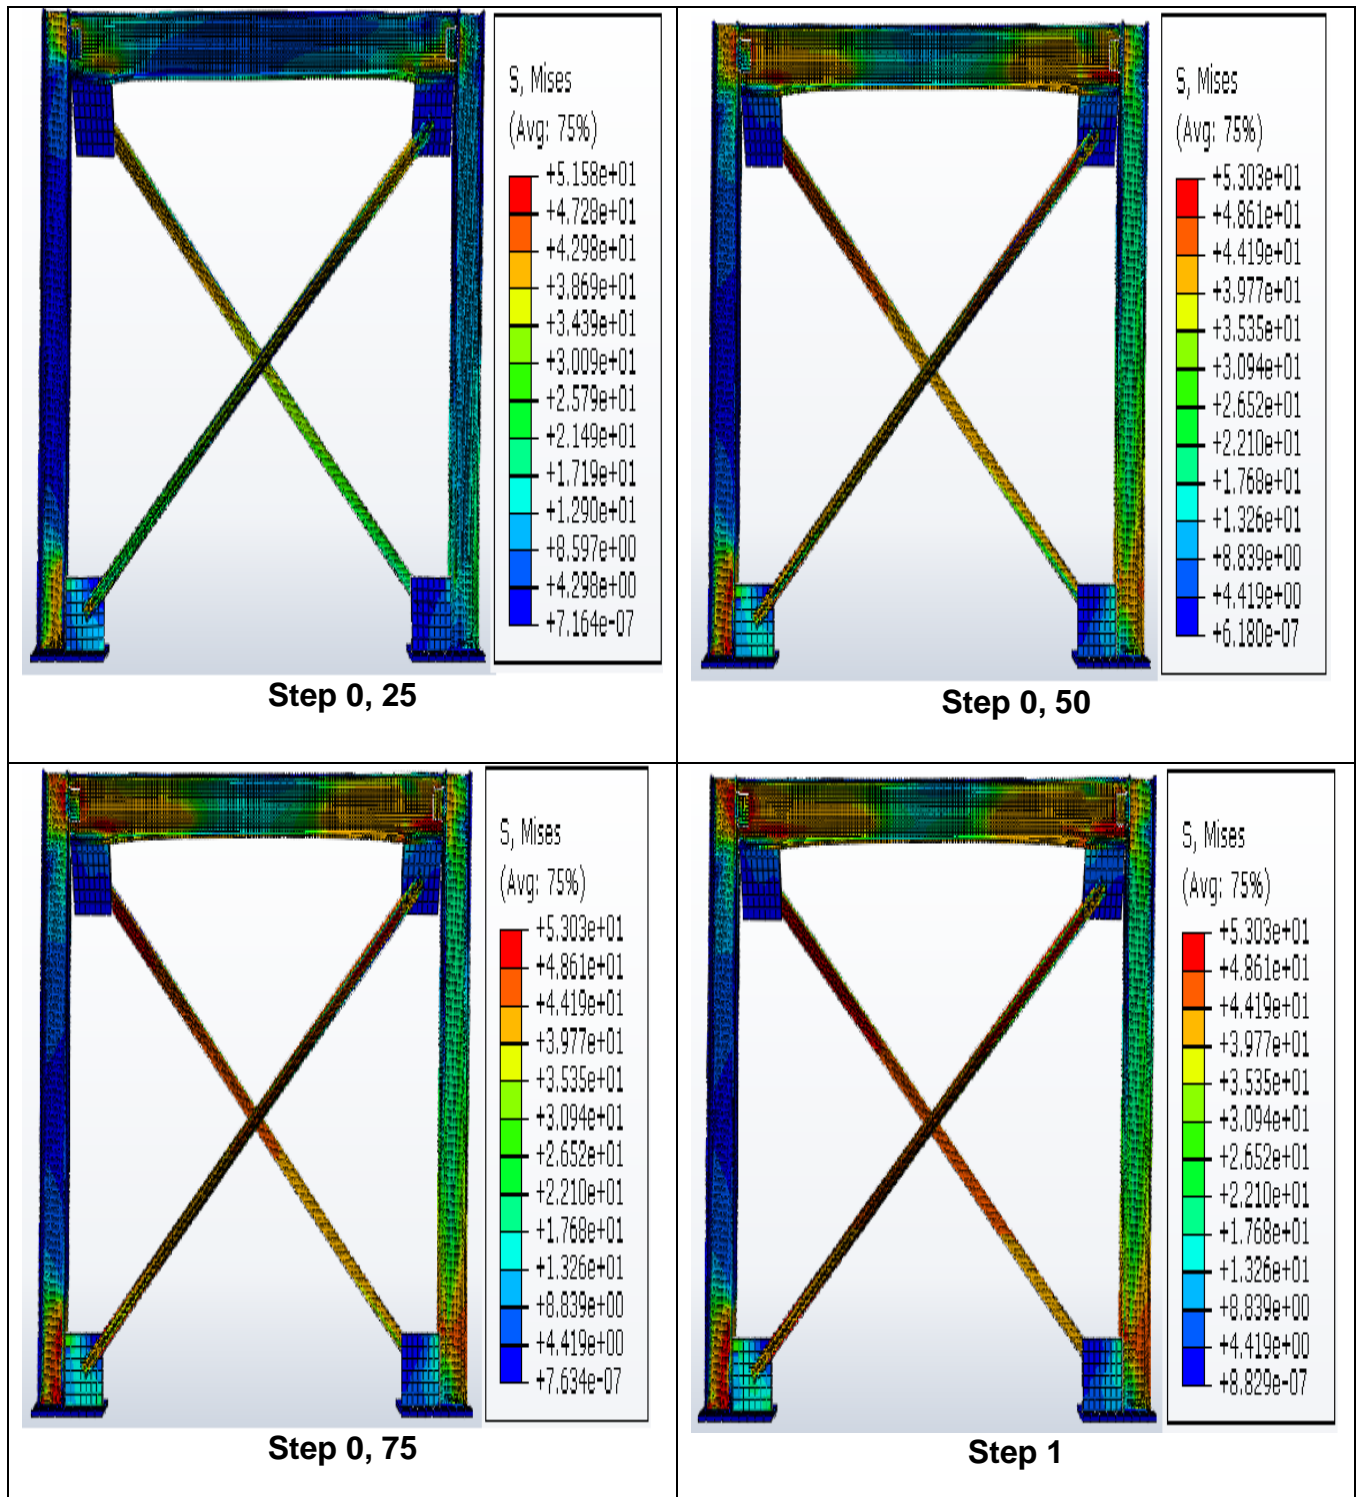 S, Mises
(Avg: 75%)
+5.158e+01
+4.728e+01
+4.298e+01
+3.869e+01
+3.439e+01
+3.009e+01
+2.579e+01
+2.149e+01
+1.719e+01
+1.290e+01
+8.597e+00
+4.298e+00
+7.164e-07
Step 0, 25
S, Mises
(Avg: 75%)
+5.303e+01
+4.861e+01
+4.419e+01
+3.977e+01
+3.535e+01
+3.094e+01
+2.652e+01
+2.210e+01
+1.768e+01
+1.326e+01
+8.839e+00
+4.419e+00
+6.180e-07
Step 0, 50
S, Mises
(Avg: 75%)
+5.303e+01
+4.861e+01
+4.419e+01
+3.977e+01
+3.535e+01
+3.094e+01
+2.652e+01
+2.210e+01
+1.768e+01
+1.326e+01
+8.839e+00
+4.419e+00
+7.634e-07
Step 0, 75
S, Mises
(Avg: 75%)
+5.303e+01
+4.861e+01
+4.419e+01
+3.977e+01
+3.535e+01
+3.094e+01
+2.652e+01
+2.210e+01
+1.768e+01
+1.326e+01
+8.839e+00
+4.419e+00
+8.829e-07
Step 1